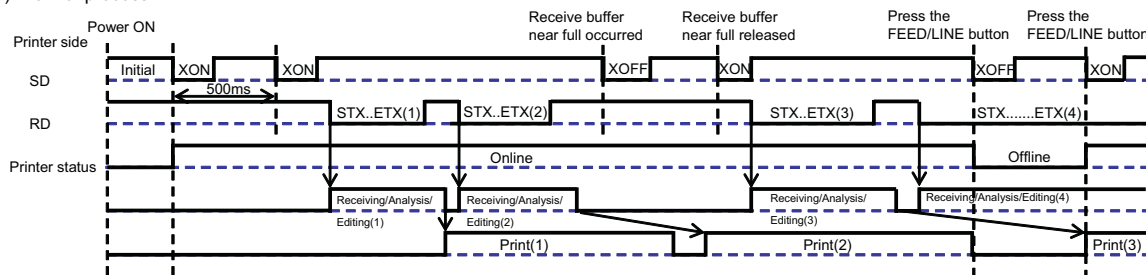 Power ON
Receive buffer
near full occurred
Receive buffer
near full released
Press the
FEED/LINE button
Press the
FEED/LINE button
Printer side
Initial
XON
XON
XOFF
XON
XOFF
XON
SD
500ms
STX..ETX(1)
STX..ETX(2)
STX..ETX(3)
STX.......ETX(4)
RD
Online
Offline
Printer status
Receiving/Analysis/
Editing(1)
Receiving/Analysis/
Editing(2)
Receiving/Analysis/
Editing(3)
Receiving/Analysis/Editing(4)
Print(1)
Print(2)
Print(3)